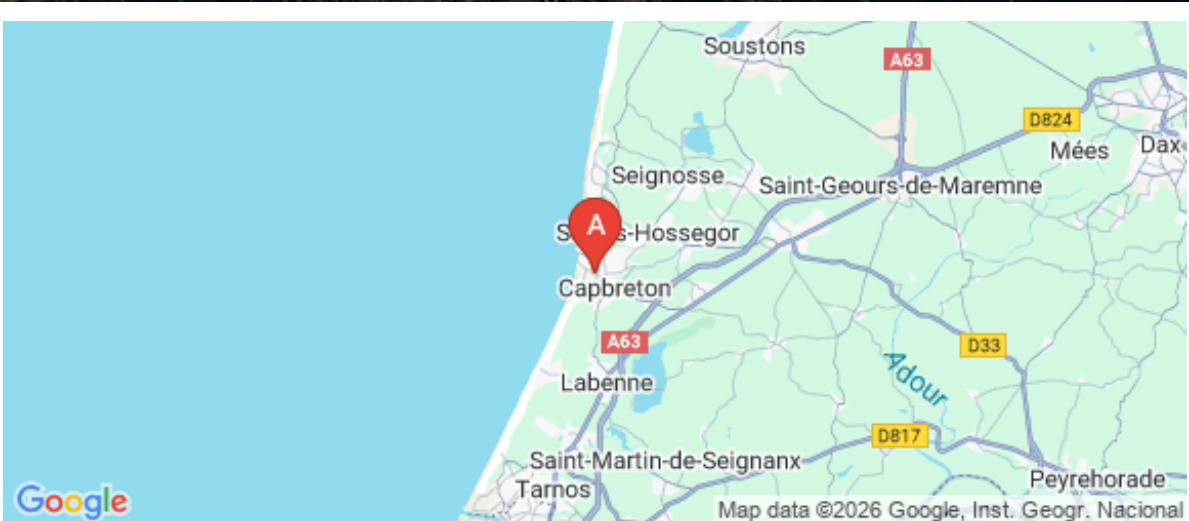 Soustons
A63
D824
Mées
Dax
Seignosse
Saint-Geours-de-Maremne
A
s-Hossegor
Capbreton
A63
D33
Labenne
Adour
D817
Saint-Martin-de-Seignanx
Tarnos
Peyrehorade
Google
Map data ©2026 Google, Inst. Geogr. Nacional